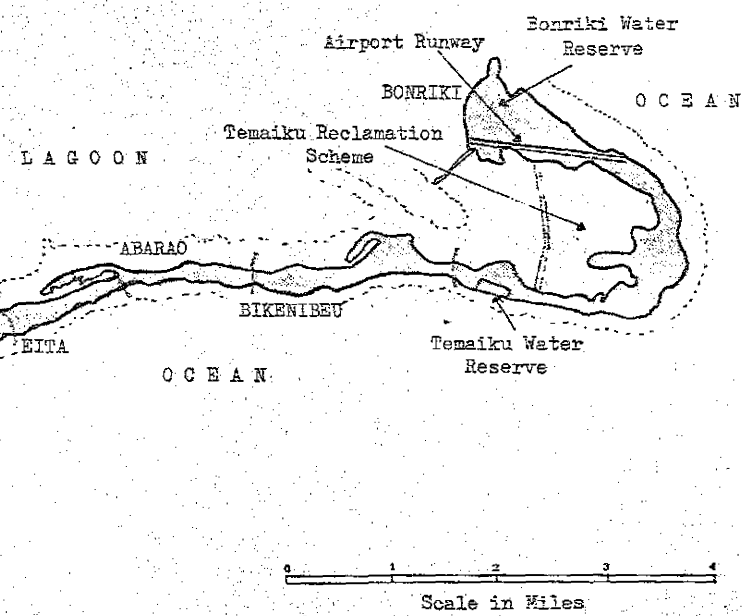 Bonriki Water
Reserve
Airport Runway
BONRIKI
OCEAN
Temaiku Reclamation
Scheme
LAGOON
ABARAO
BIKENIBEU
EITA
Temaiku Water
Reserve
OCEAN
0 1 2 3 4
Scale in Miles